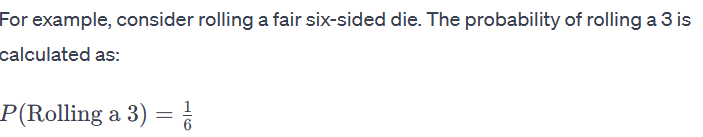 For example, consider rolling a fair six-sided die. The probability of rolling a 3 is
calculated as:
P(Rolling a 3) = 1/6